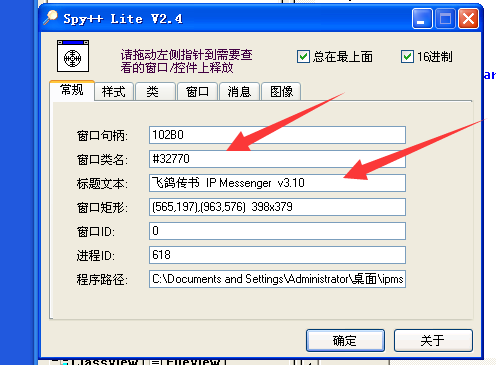 Spy++ Lite V2.4
请拖动左侧指针到需要查
看的窗口/控件上释放
总在最上面
16进制
常规 样式 类 窗口 消息 图像
窗口句柄: 102B0
窗口类名: #32770
标题文本: 飞鸽传书 IP Messenger v3.10
窗口矩形: (565,197),(963,576) 398x379
窗口ID: 0
进程ID: 618
程序路径: C:\Documents and Settings\Administrator\桌面\ipms
确定 关于
ar